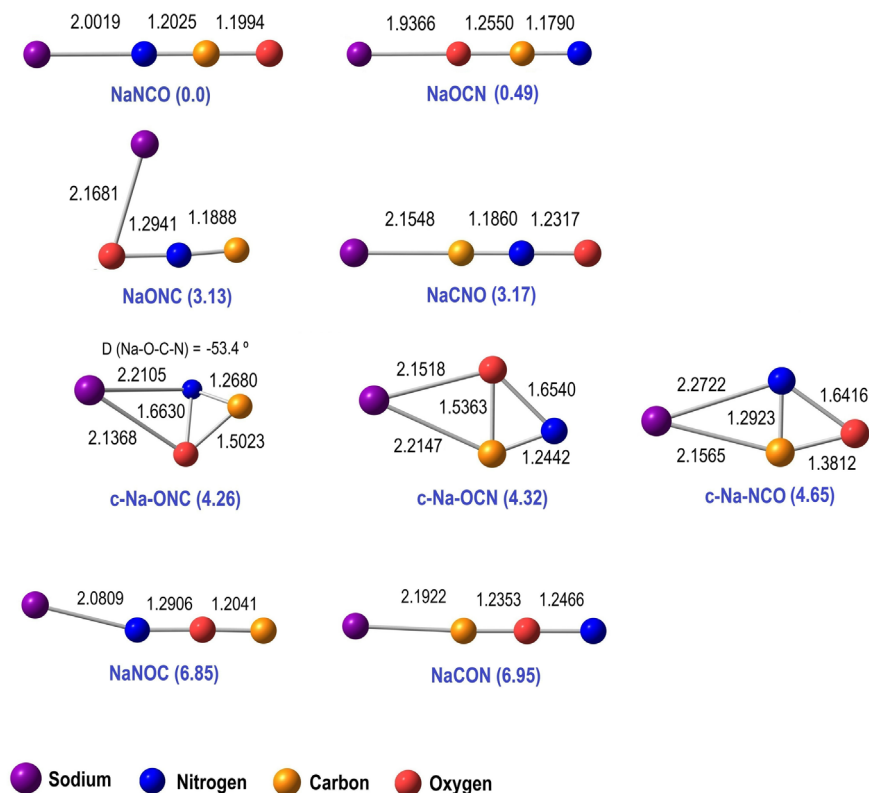 2.0019 1.2025 1.1994
NaNCO (0.0)
1.9366 1.2550 1.1790
NaOCN (0.49)
2.1681
1.2941 1.1888
NaONC (3.13)
2.1548 1.1860 1.2317
NaCNO (3.17)
D (Na-O-C-N) = -53.4 º
2.2105 1.2680
1.6630
2.1368 1.5023
c-Na-ONC (4.26)
2.1518 1.6540
1.5363
2.2147 1.2442
c-Na-OCN (4.32)
2.2722 1.6416
1.2923
2.1565 1.3812
c-Na-NCO (4.65)
2.0809 1.2906 1.2041
NaNOC (6.85)
2.1922 1.2353 1.2466
NaCON (6.95)
Sodium Nitrogen Carbon Oxygen